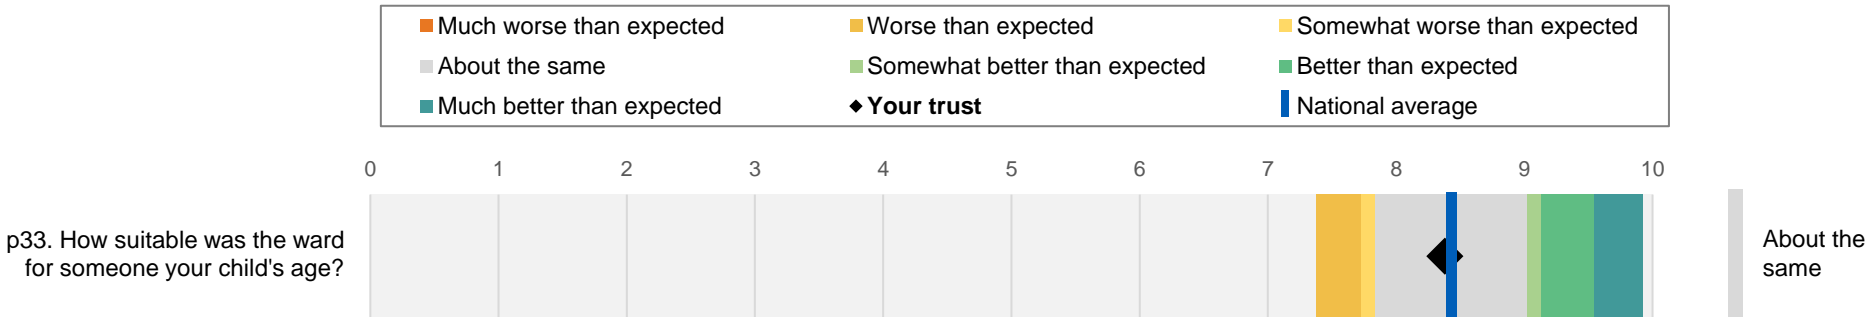 Much worse than expected
Worse than expected
Somewhat worse than expected
About the same
Somewhat better than expected
Better than expected
Much better than expected
Your trust
National average
0 1 2 3 4 5 6 7 8 9 10
p33. How suitable was the ward
for someone your child's age?
About the
same